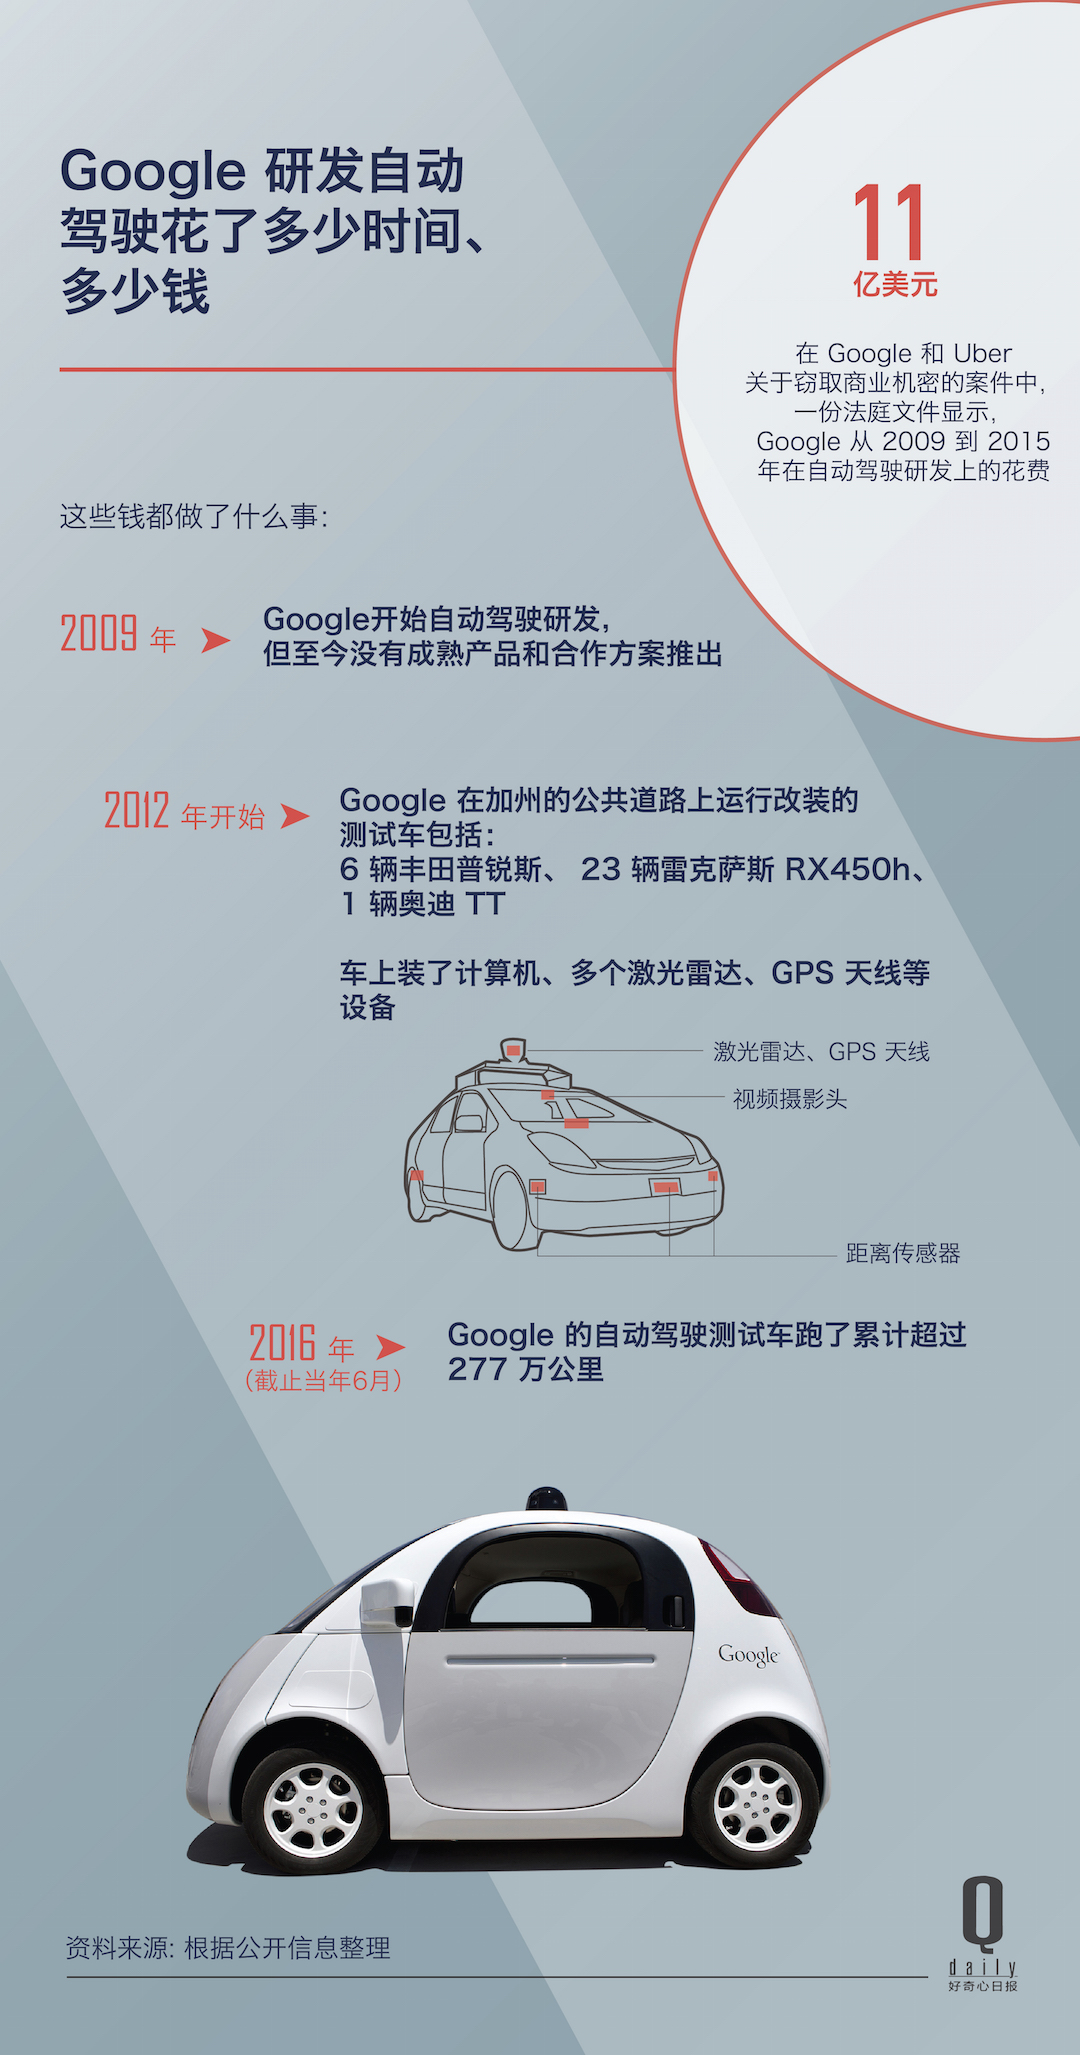 Google 研发自动
驾驶花了多少时间、
多少钱
11
亿美元
在 Google 和 Uber
关于窃取商业机密的案件中，
一份法庭文件显示，
Google 从 2009 到 2015
年在自动驾驶研发上的花费
这些钱都做了什么事：
2009 年
Google开始自动驾驶研发，
但至今没有成熟产品和合作方案推出
2012 年开始
Google 在加州的公共道路上运行改装的
测试车包括：
6 辆丰田普锐斯、 23 辆雷克萨斯 RX450h、
1 辆奥迪 TT
车上装了计算机、多个激光雷达、GPS 天线等
设备
激光雷达、GPS 天线
视频摄影头
距离传感器
2016 年
（截止当年6月）
Google 的自动驾驶测试车跑了累计超过
277 万公里
Google
资料来源: 根据公开信息整理
Q
daily
好奇心日报